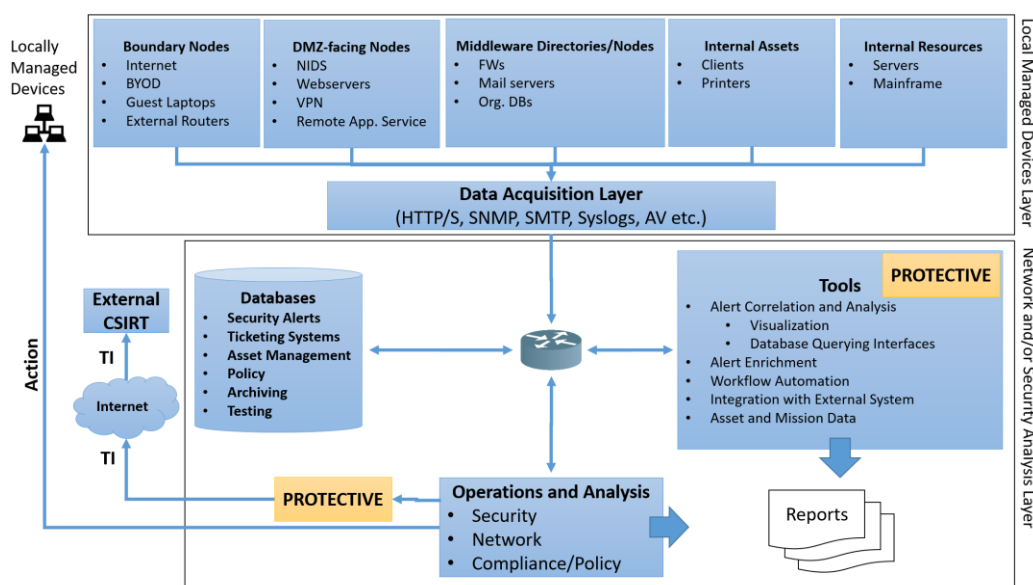 Locally
Managed
Devices
Boundary Nodes
• Internet
• BYOD
• Guest Laptops
• External Routers
DMZ-facing Nodes
• NIDS
• Webservers
• VPN
• Remote App. Service
Middleware Directories/Nodes
• FWs
• Mail servers
• Org. DBs
Internal Assets
• Clients
• Printers
Internal Resources
• Servers
• Mainframe
Local Managed Devices Layer
Data Acquisition Layer
(HTTP/S, SNMP, SMTP, Syslogs, AV etc.)
External
CSIRT
TI
Internet
TI
Action
Databases
• Security Alerts
• Ticketing Systems
• Asset Management
• Policy
• Archiving
• Testing
PROTECTIVE
Tools
• Alert Correlation and Analysis
• Visualization
• Database Querying Interfaces
• Alert Enrichment
• Workflow Automation
• Integration with External System
• Asset and Mission Data
Network and/or Security Analysis Layer
PROTECTIVE
Operations and Analysis
• Security
• Network
• Compliance/Policy
Reports